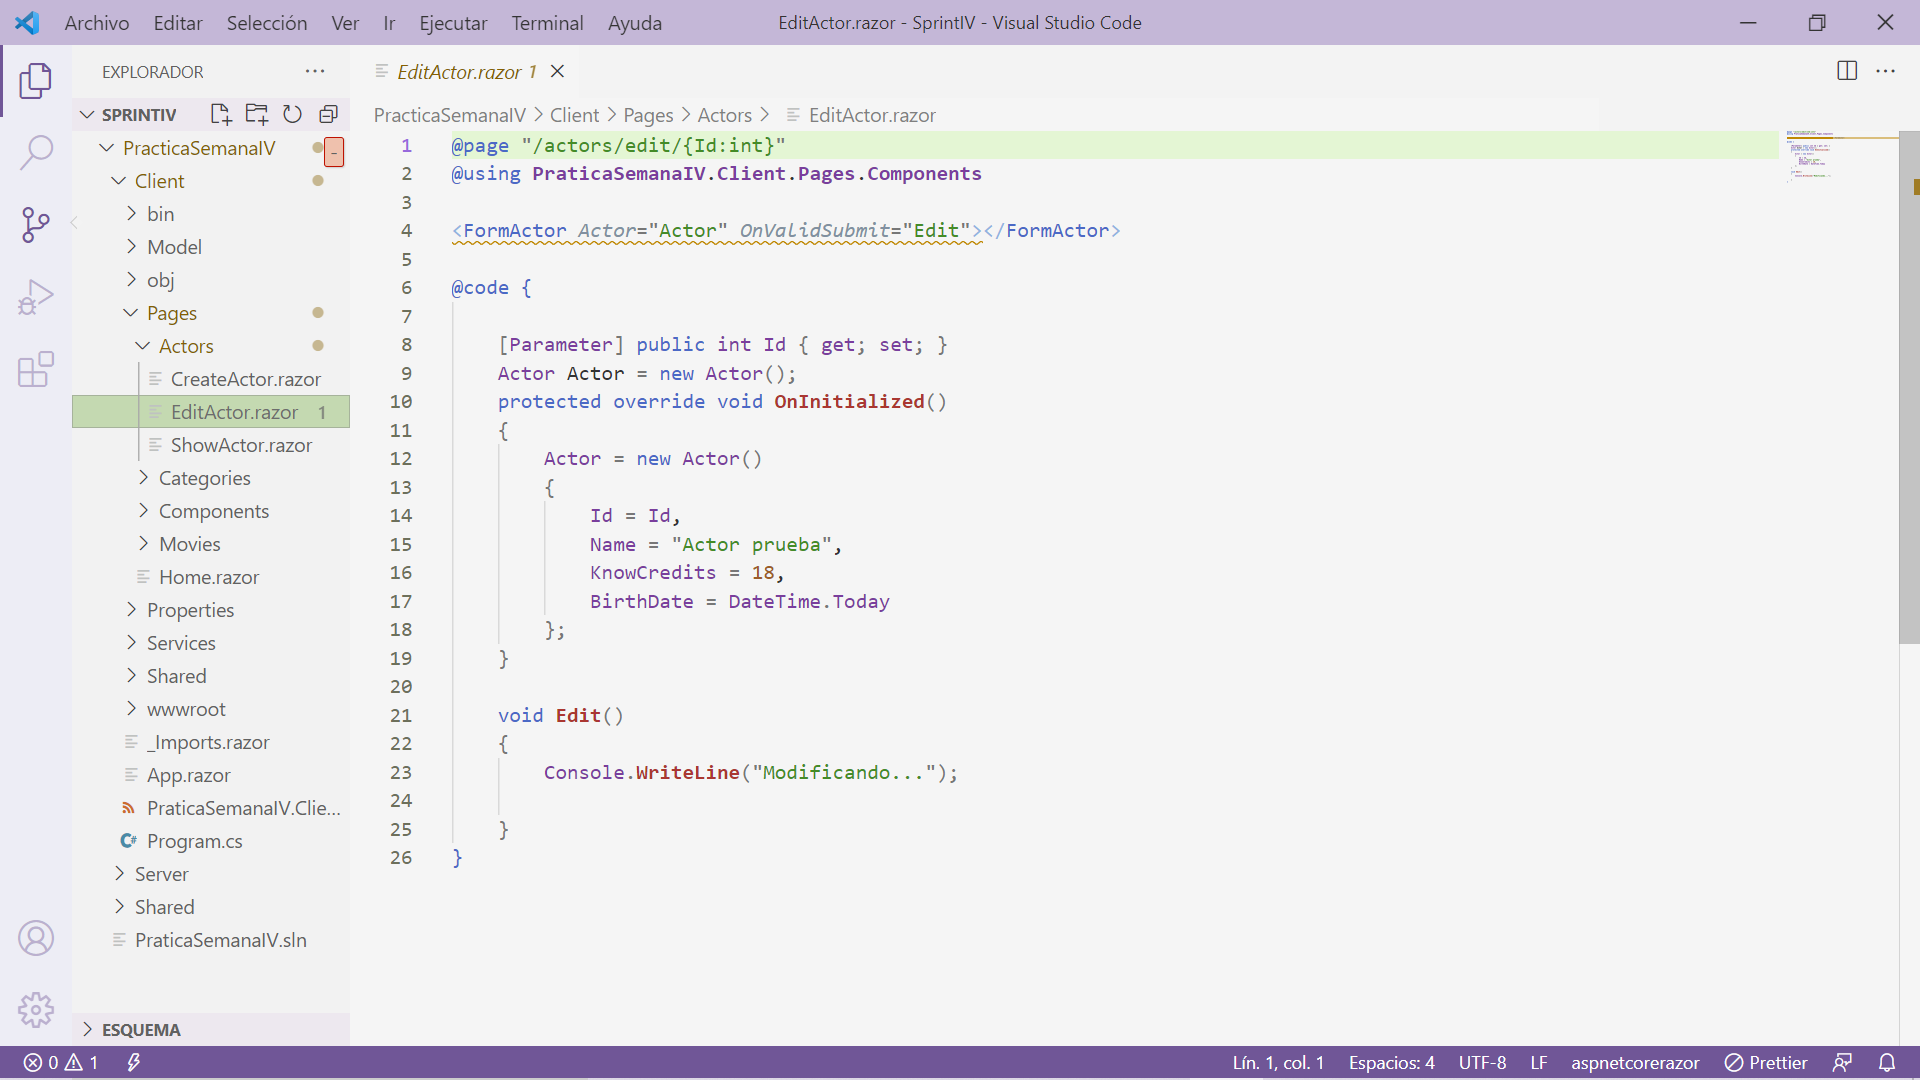 Archivo Editar Selección Ver Ir Ejecutar Terminal Ayuda EditActor.razor - SprintIV - Visual Studio Code
EXPLORADOR
SPRINTIV
PracticaSemanaIV
Client
bin
Model
obj
Pages
Actors
CreateActor.razor
EditActor.razor 1
ShowActor.razor
Categories
Components
Movies
Home.razor
Properties
Services
Shared
wwwroot
_Imports.razor
App.razor
PraticaSemanaIV.Clie...
Program.cs
Server
Shared
PraticaSemanaIV.sln
ESQUEMA
EditActor.razor 1
PracticaSemanaIV > Client > Pages > Actors > EditActor.razor
1 @page "/actors/edit/{Id:int}"
2 @using PraticaSemanaIV.Client.Pages.Components
3
4 <FormActor Actor="Actor" OnValidSubmit="Edit"></FormActor>
5
6 @code {
7
8 [Parameter] public int Id { get; set; }
9 Actor Actor = new Actor();
10 protected override void OnInitialized()
11 {
12 Actor = new Actor()
13 {
14 Id = Id,
15 Name = "Actor prueba",
16 KnowCredits = 18,
17 BirthDate = DateTime.Today
18 };
19 }
20
21 void Edit()
22 {
23 Console.WriteLine("Modificando...");
24
25 }
26 }
0 1 Lín. 1, col. 1 Espacios: 4 UTF-8 LF aspnetcorerazor Prettier